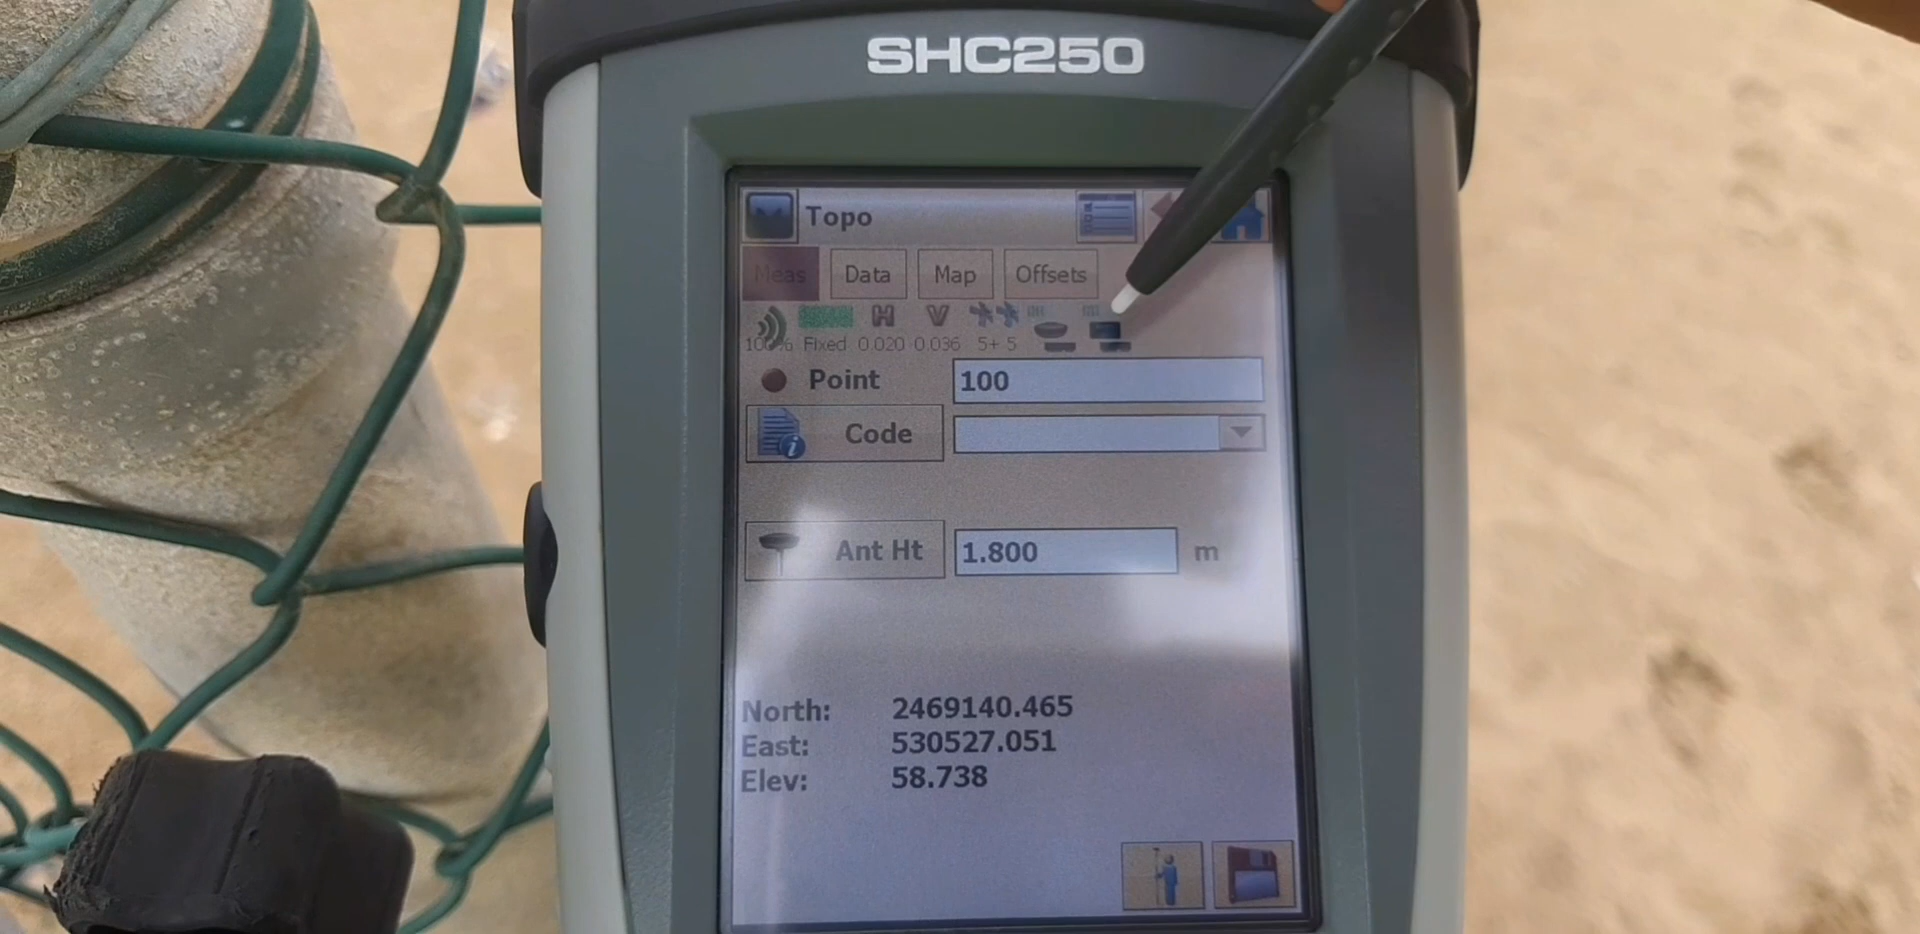 SHC250
Topo
Meas Data Map Offsets
100% Fixed 0.020 0.036 5+ 5
Point 100
Code
Ant Ht 1.800 m
North: 2469140.465
East: 530527.051
Elev: 58.738